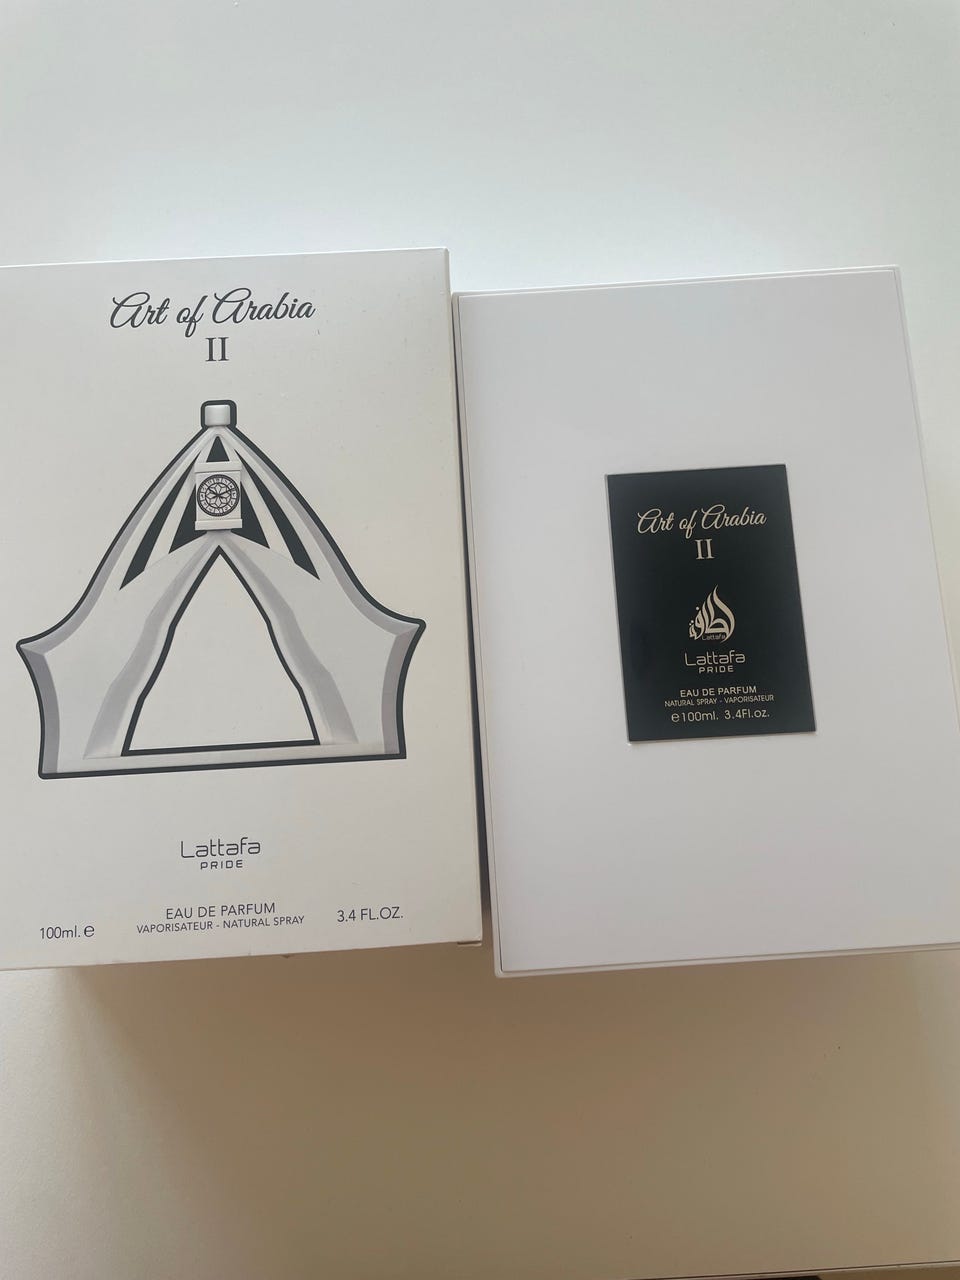 Art of Arabia
II
Lattafa
PRIDE
EAU DE PARFUM
VAPORISATEUR - NATURAL SPRAY
100ml. e
3.4 FL.OZ.
Art of Arabia
II
لطافة
Lattafa
Lattafa
PRIDE
EAU DE PARFUM
NATURAL SPRAY - VAPORISATEUR
e 100ml. 3.4Fl.oz.